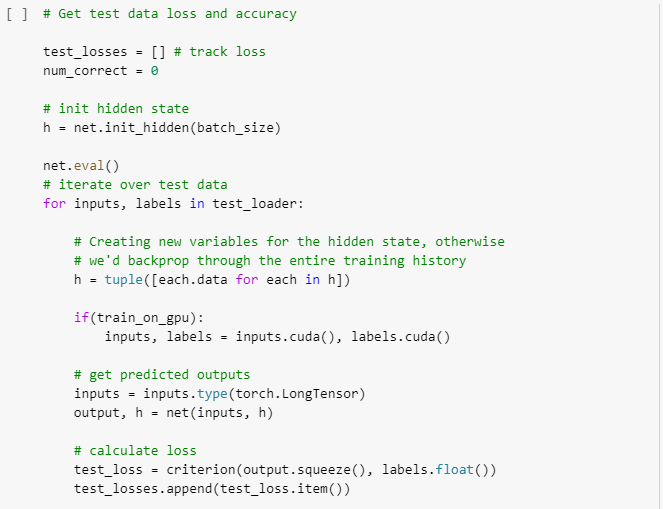 [ ] # Get test data loss and accuracy
test_losses = [] # track loss
num_correct = 0
# init hidden state
h = net.init_hidden(batch_size)
net.eval()
# iterate over test data
for inputs, labels in test_loader:
# Creating new variables for the hidden state, otherwise
# we'd backprop through the entire training history
h = tuple([each.data for each in h])
if(train_on_gpu):
inputs, labels = inputs.cuda(), labels.cuda()
# get predicted outputs
inputs = inputs.type(torch.LongTensor)
output, h = net(inputs, h)
# calculate loss
test_loss = criterion(output.squeeze(), labels.float())
test_losses.append(test_loss.item())